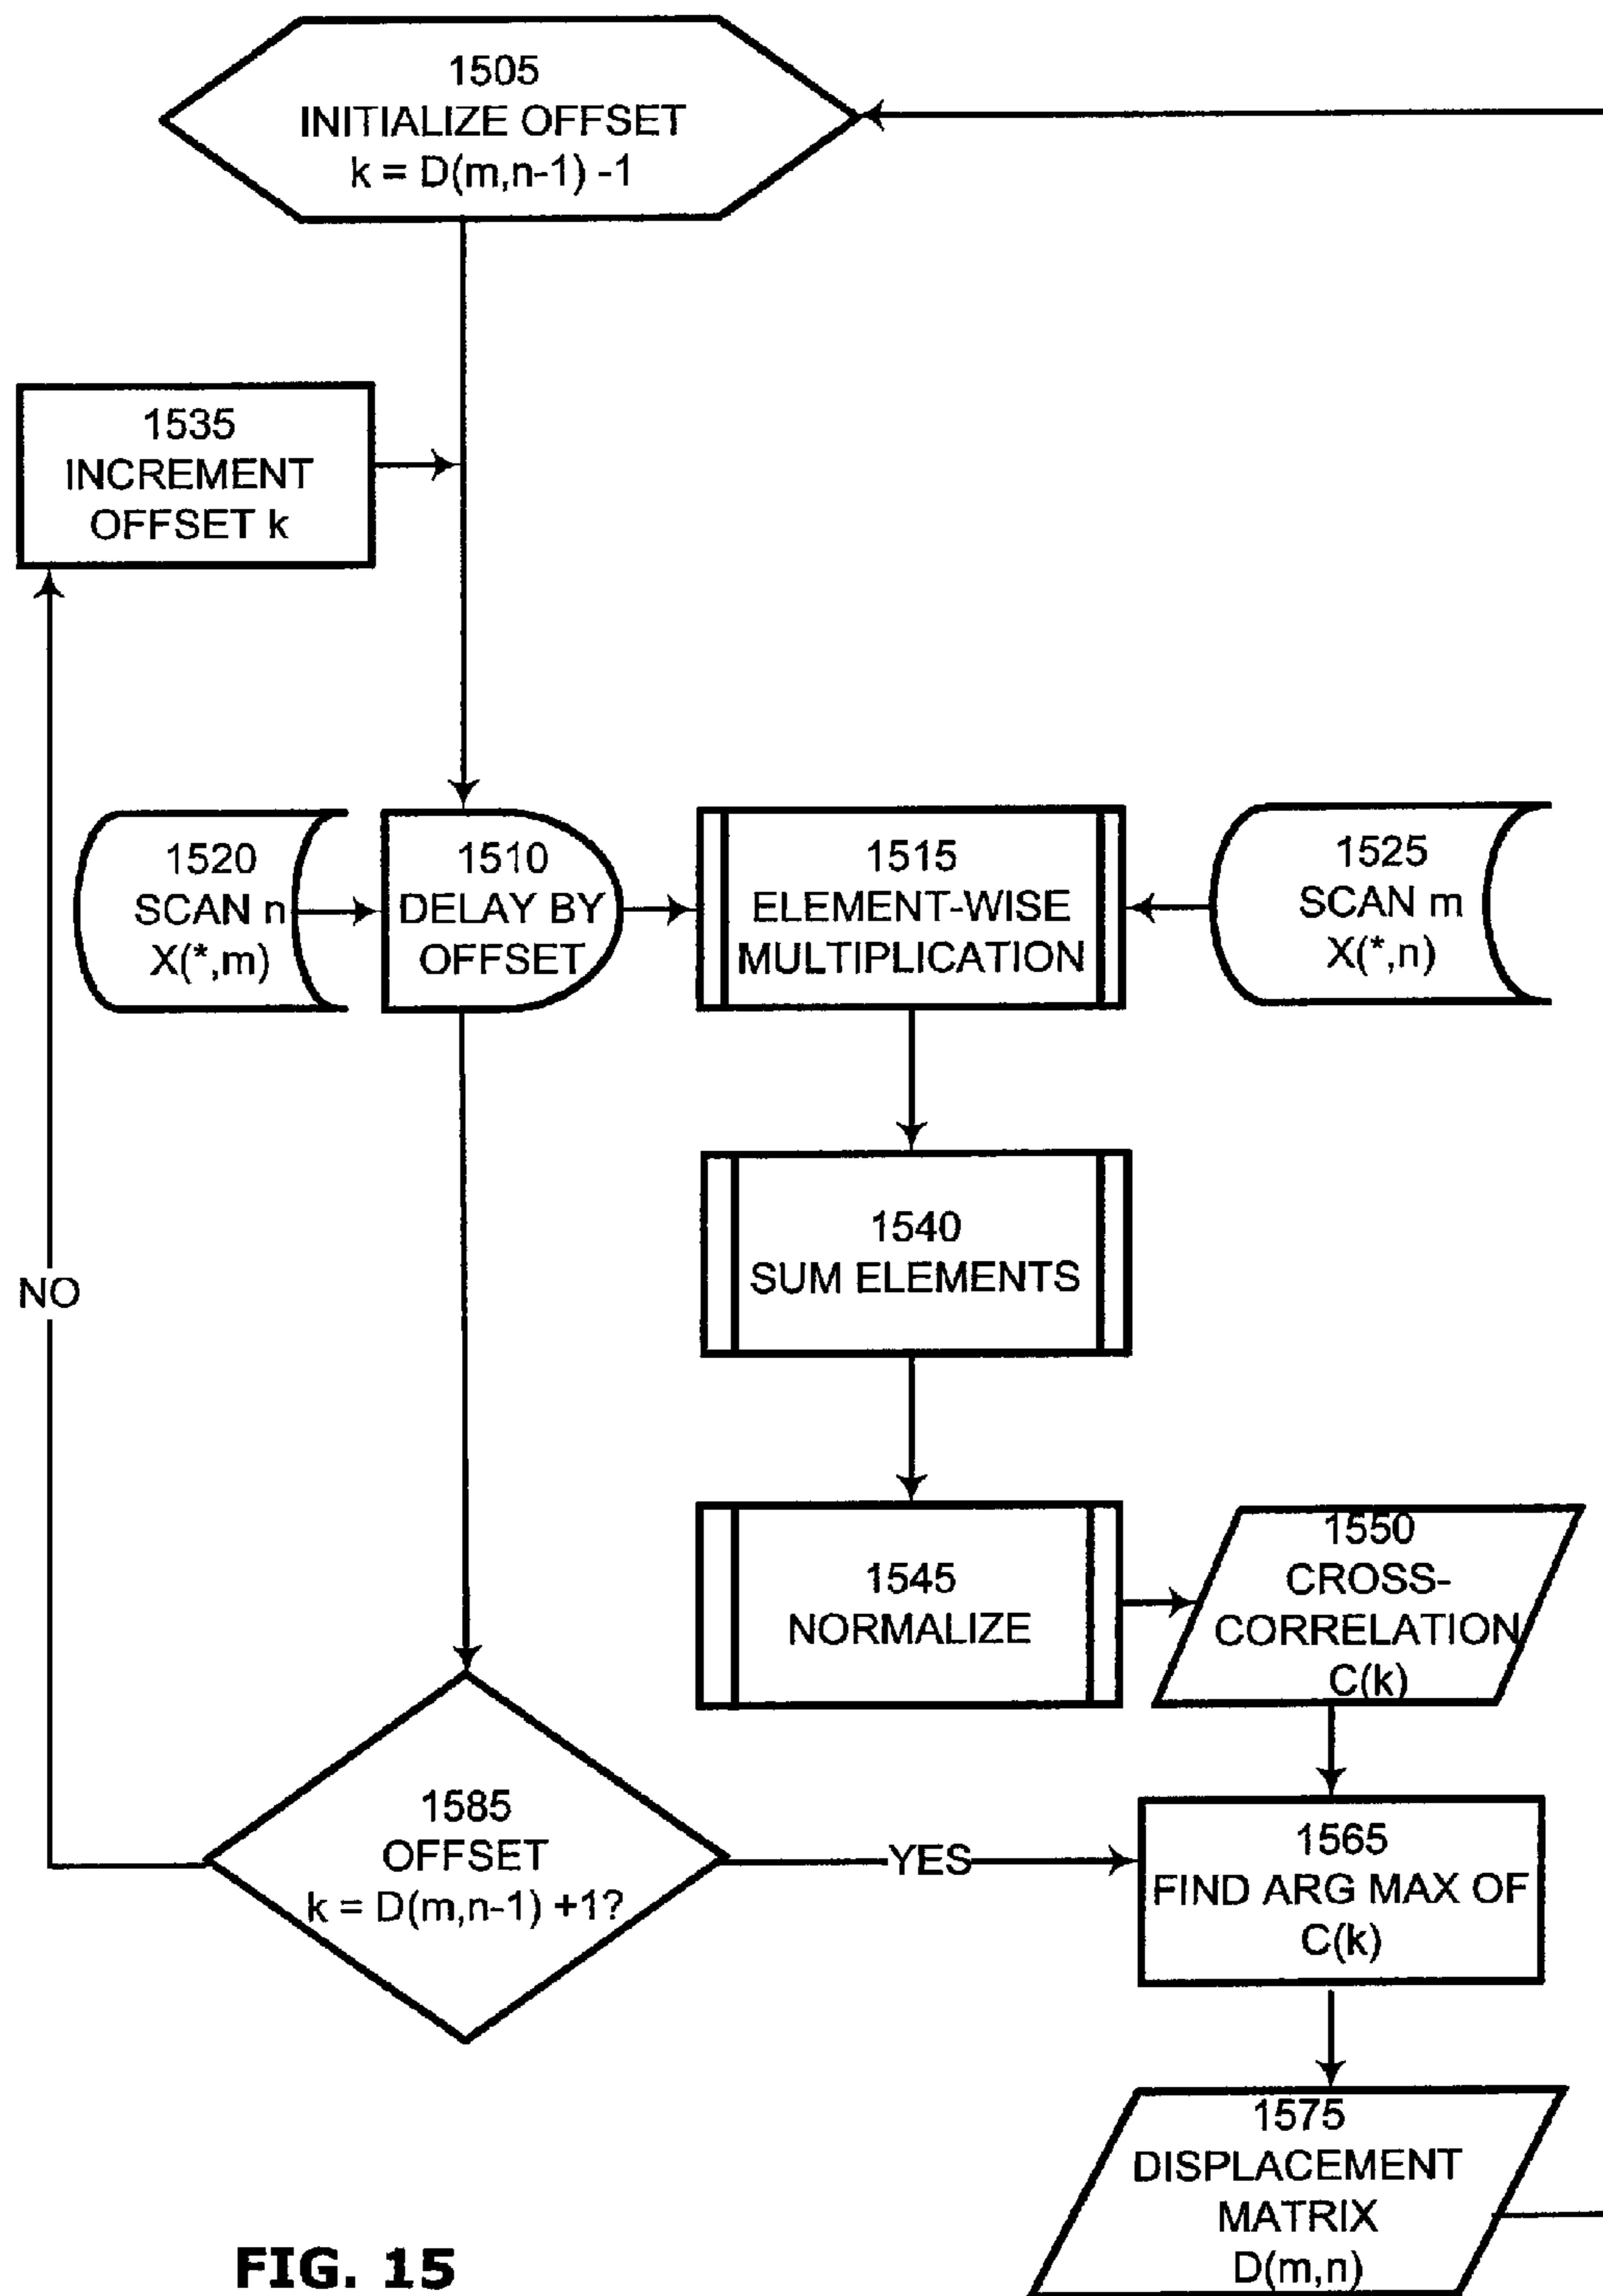 1505
INITIALIZE OFFSET
k = D(m,n-1) -1
1535
INCREMENT
OFFSET k
1520
SCAN n
X(*,m)
1510
DELAY BY
OFFSET
1515
ELEMENT-WISE
MULTIPLICATION
1525
SCAN m
X(*,n)
1540
SUM ELEMENTS
NO
1545
NORMALIZE
1550
CROSS-
CORRELATION
C(k)
1585
OFFSET
k = D(m,n-1) +1?
YES
1565
FIND ARG MAX OF
C(k)
1575
DISPLACEMENT
MATRIX
D(m,n)
FIG. 15